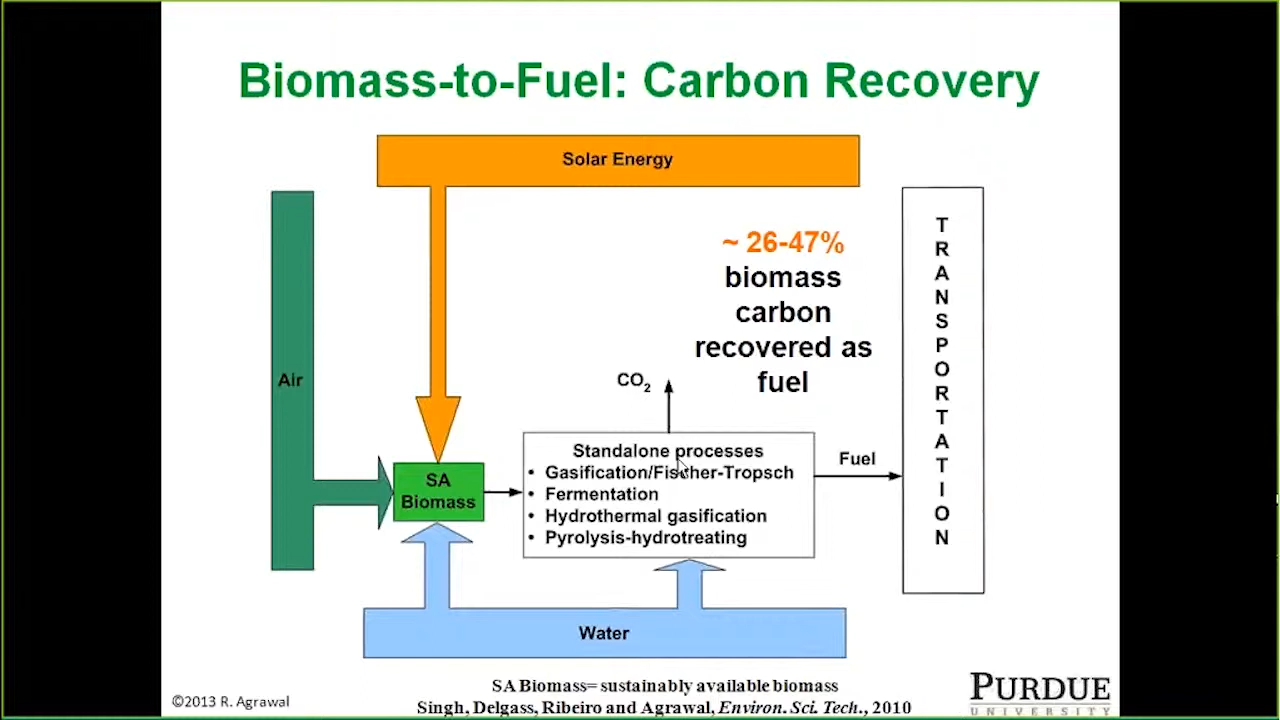 Biomass-to-Fuel: Carbon Recovery
Solar Energy
~ 26-47%
biomass
carbon
recovered as
fuel
Air
CO2
SA
Biomass
Standalone processes
• Gasification/Fischer-Tropsch
• Fermentation
• Hydrothermal gasification
• Pyrolysis-hydrotreating
Fuel
TRANSPORTATION
Water
SA Biomass= sustainably available biomass
Singh, Delgass, Ribeiro and Agrawal, Environ. Sci. Tech., 2010
©2013 R. Agrawal
PURDUE
UNIVERSITY